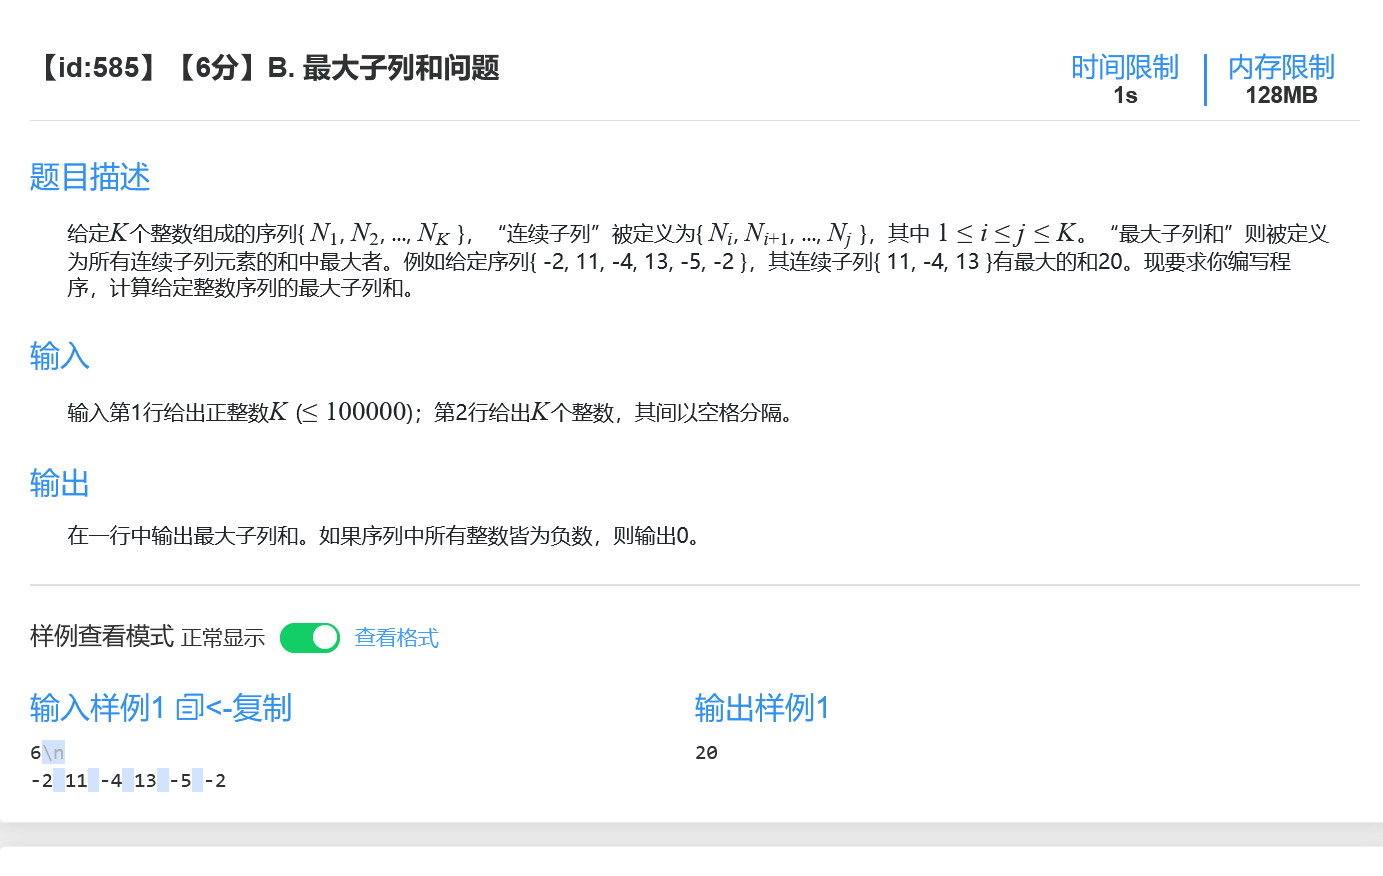 【id:585】【6分】B. 最大子列和问题
时间限制
1s
内存限制
128MB
题目描述
给定K个整数组成的序列{ N1, N2, ..., NK }，“连续子列”被定义为{ Ni, Ni+1, ..., Nj }，其中 1 ≤ i ≤ j ≤ K。“最大子列和”则被定义
为所有连续子列元素的和中最大者。例如给定序列{ -2, 11, -4, 13, -5, -2 }，其连续子列{ 11, -4, 13 }有最大的和20。现要求你编写程
序，计算给定整数序列的最大子列和。
输入
输入第1行给出正整数K (≤ 100000)；第2行给出K个整数，其间以空格分隔。
输出
在一行中输出最大子列和。如果序列中所有整数皆为负数，则输出0。
样例查看模式 正常显示 查看格式
输入样例1 <-复制
6\n
-2 11 -4 13 -5 -2
输出样例1
20